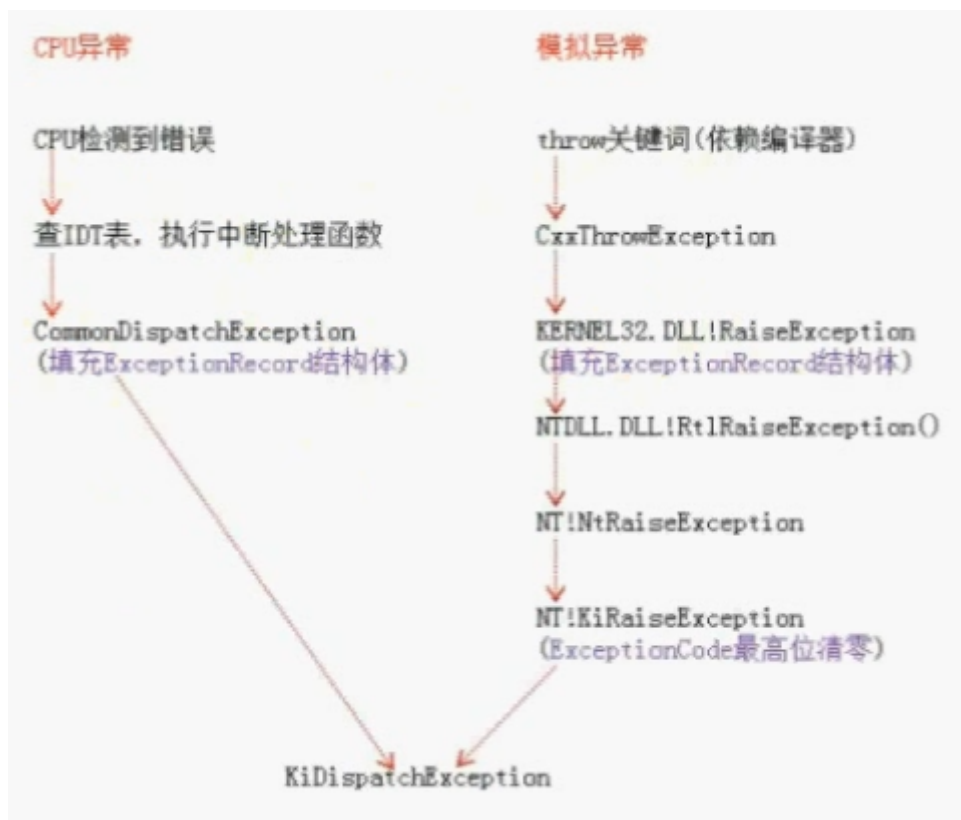 CPU异常
CPU检测到错误
查IDT表，执行中断处理函数
CommonDispatchException
(填充ExceptionRecord结构体)
模拟异常
throw关键词(依赖编译器)
CxxThrowException
KERNEL32.DLL!RaiseException
(填充ExceptionRecord结构体)
NTDLL.DLL!RtlRaiseException()
NT!NtRaiseException
NT!KiRaiseException
(ExceptionCode最高位清零)
KiDispatchException